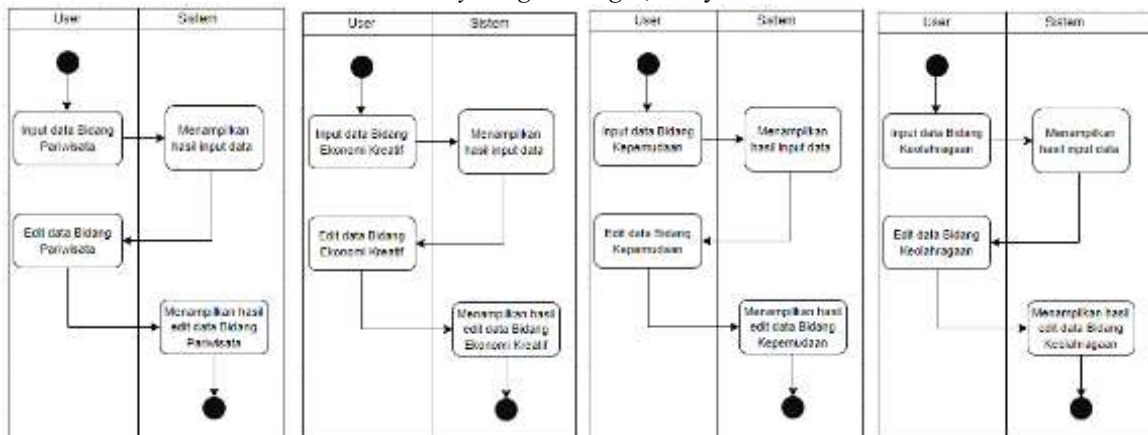 User
Sistem
Input data Bidang
Pariwisata
Menampilkan
hasil input data
Edit data Bidang
Pariwisata
Menampilkan hasil
edit data Bidang
Pariwisata
User
Sistem
Input data Bidang
Ekonomi Kreatif
Menampilkan
hasil input data
Edit data Bidang
Ekonomi Kreatif
Menampilkan hasil
edit data Bidang
Ekonomi Kreatif
User
Sistem
Input data Bidang
Kepemudaan
Menampilkan
hasil input data
Edit data Bidang
Kepemudaan
Menampilkan hasil
edit data Bidang
Kepemudaan
User
Sistem
Input data Bidang
Keolahragaan
Menampilkan
hasil input data
Edit data Bidang
Keolahragaan
Menampilkan hasil
edit data Bidang
Keolahragaan